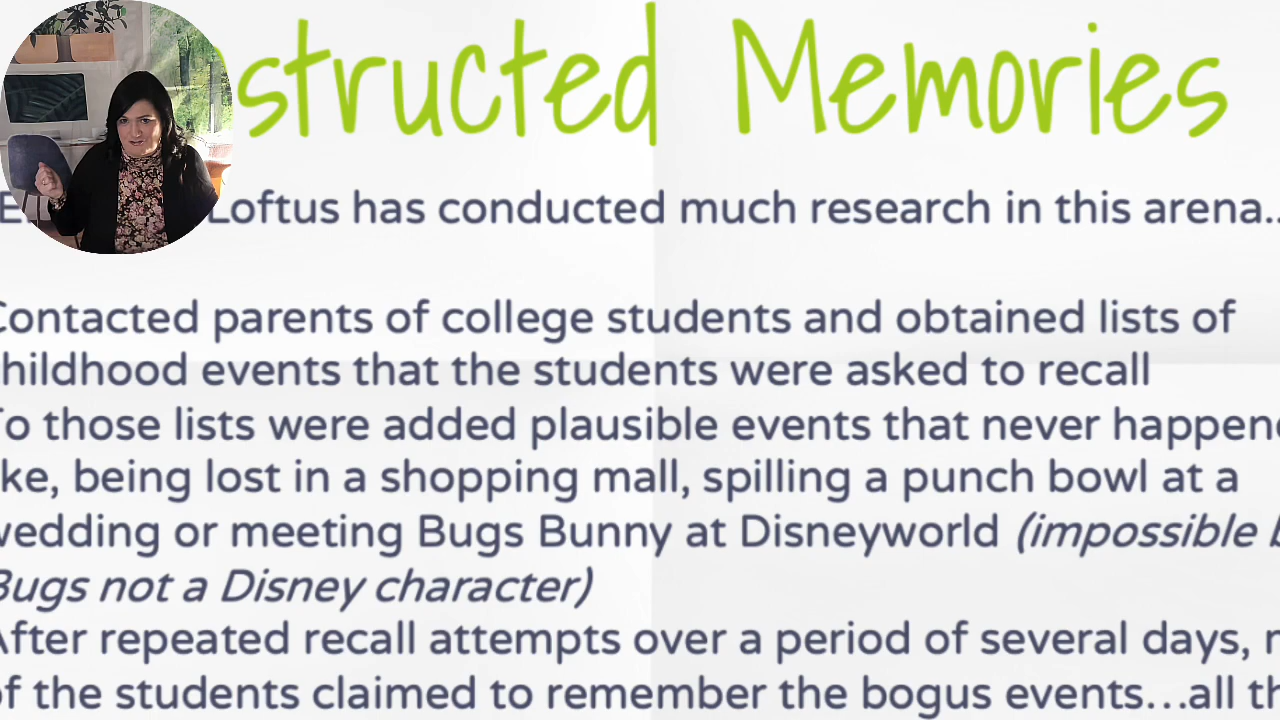 structed Memories
E Loftus has conducted much research in this arena..
Contacted parents of college students and obtained lists of
hildhood events that the students were asked to recall
To those lists were added plausible events that never happene
ike, being lost in a shopping mall, spilling a punch bowl at a
wedding or meeting Bugs Bunny at Disneyworld (impossible b
Bugs not a Disney character)
After repeated recall attempts over a period of several days,
of the students claimed to remember the bogus events…all th